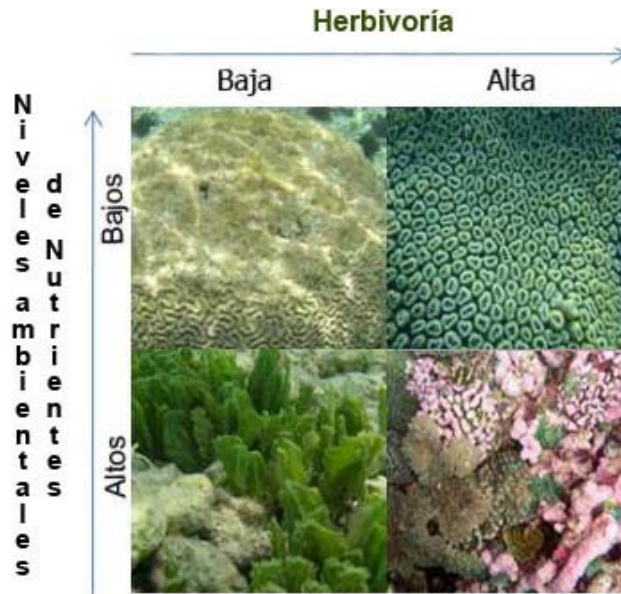 Herbivoría
Baja
Alta
Niveles ambientales
de Nutrientes
Bajos
Altos